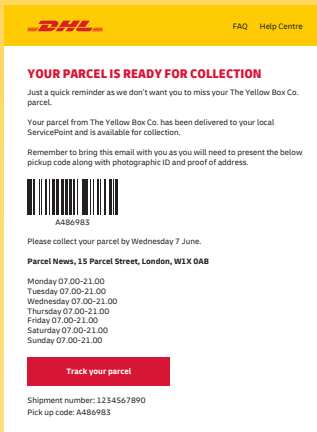 DHL
FAQ Help Centre
YOUR PARCEL IS READY FOR COLLECTION
Just a quick reminder as we don't want you to miss your The Yellow Box Co.
parcel.
Your parcel from The Yellow Box Co. has been delivered to your local
ServicePoint and is available for collection.
Remember to bring this email with you as you will need to present the below
pickup code along with photographic ID and proof of address.
A486983
Please collect your parcel by Wednesday 7 June.
Parcel News, 15 Parcel Street, London, W1X 0AB
Monday 07.00-21.00
Tuesday 07.00-21.00
Wednesday 07.00-21.00
Thursday 07.00-21.00
Friday 07.00-21.00
Saturday 07.00-21.00
Sunday 07.00-21.00
Track your parcel
Shipment number: 1234567890
Pick up code: A486983